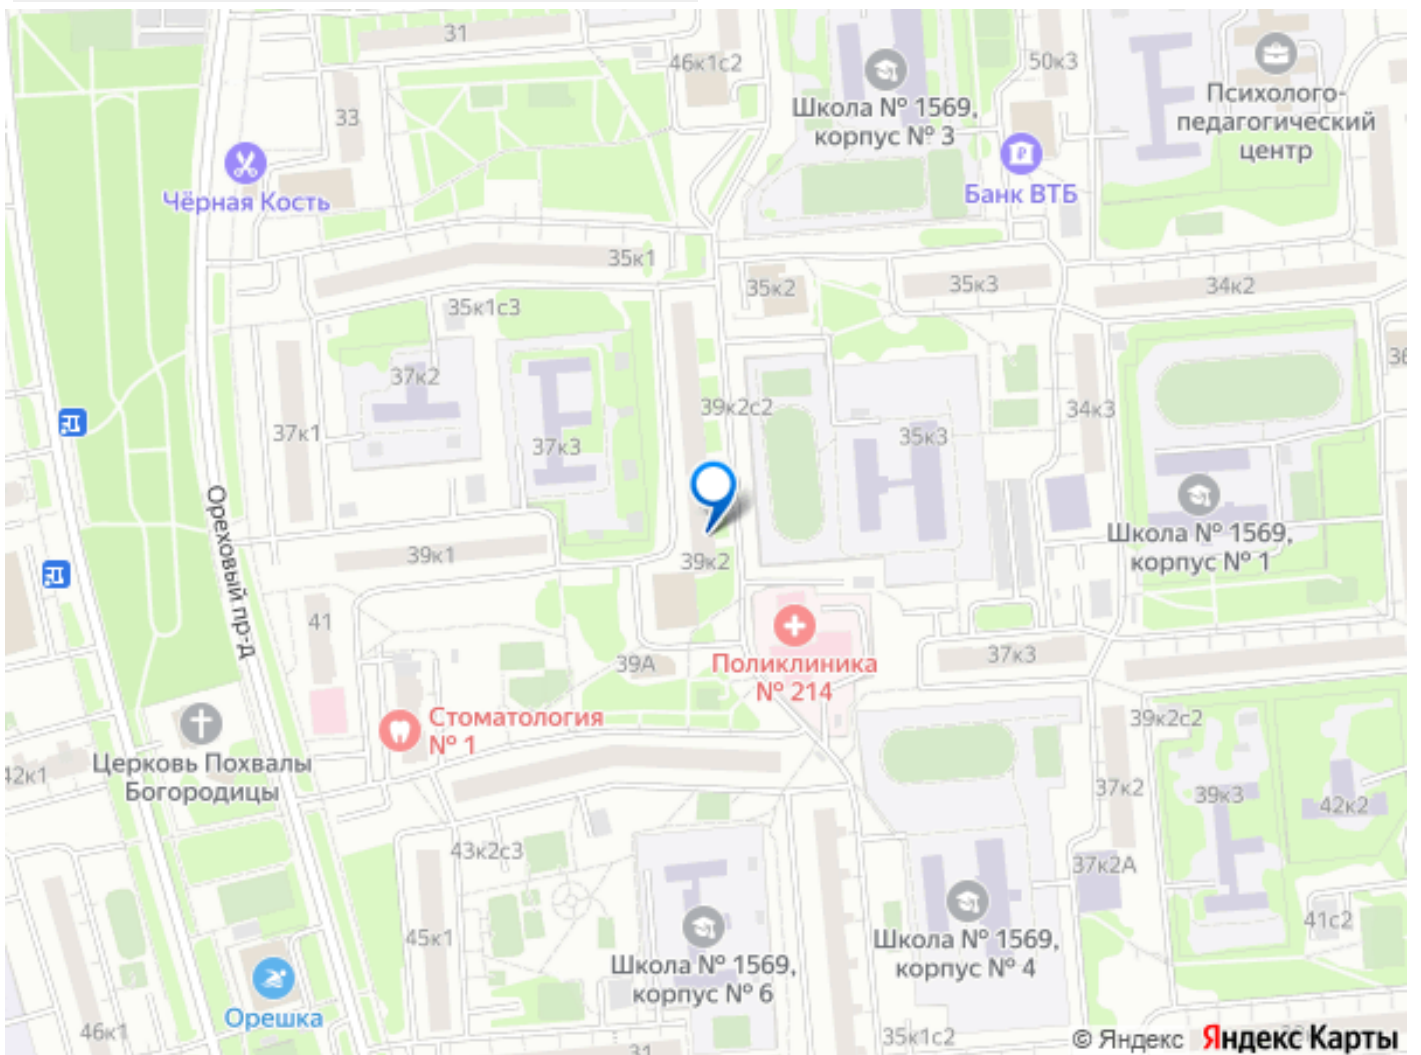 31
46к1с2
50к3
Школа № 1569,
корпус № 3
Психолого-
педагогический
центр
33
Чёрная Кость
Банк ВТБ
35к1
35к2
35к3
34к2
35к1с3
37к2
39к2с2
34к3
37к1
37к3
35к3
Ореховый пр-д
Школа № 1569,
корпус № 1
39к1
39к2
41
39А
Поликлиника
№ 214
37к3
Стоматология
№ 1
39к2с2
Церковь Похвалы
Богородицы
42к1
37к2
39к3
42к2
43к2с3
37к2А
45к1
41с2
Школа № 1569,
корпус № 6
Школа № 1569,
корпус № 4
Орешка
46к1
35к1с2
31
© Яндекс Яндекс Карты